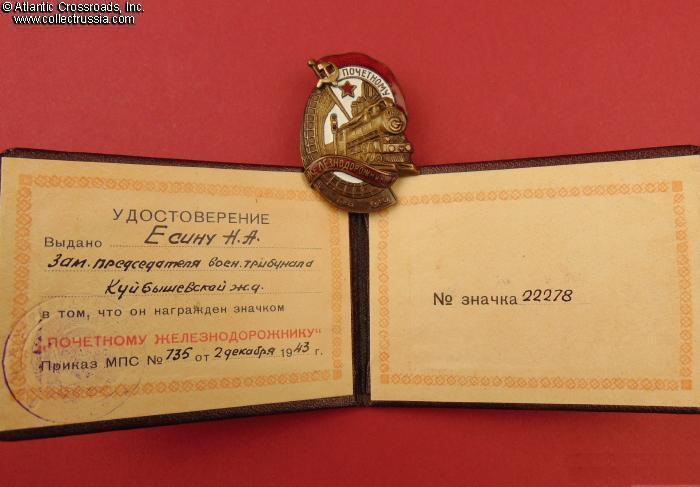 © Atlantic Crossroads, Inc.
www.collectrussia.com
ПОЧЕТНОМУ
ЖЕЛЕЗНОДОРОЖНИКУ
УДОСТОВЕРЕНИЕ
Выдано Есину Н.А.
Зам. председателя воен. трибунала
Куйбышевской ж.д.
в том, что он награжден значком
„ПОЧЕТНОМУ ЖЕЛЕЗНОДОРОЖНИКУ"
Приказ МПС № 735 от 2 декабря 1943 г.
№ значка 22278